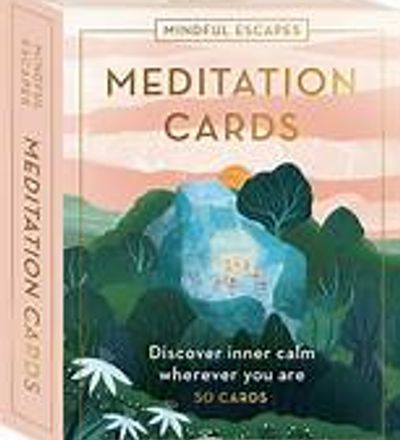 MINDFUL ESCAPES
MEDITATION
CARDS
Discover inner calm
wherever you are
50 CARDS
MINDFUL
ESCAPES
MEDITATION CARDS